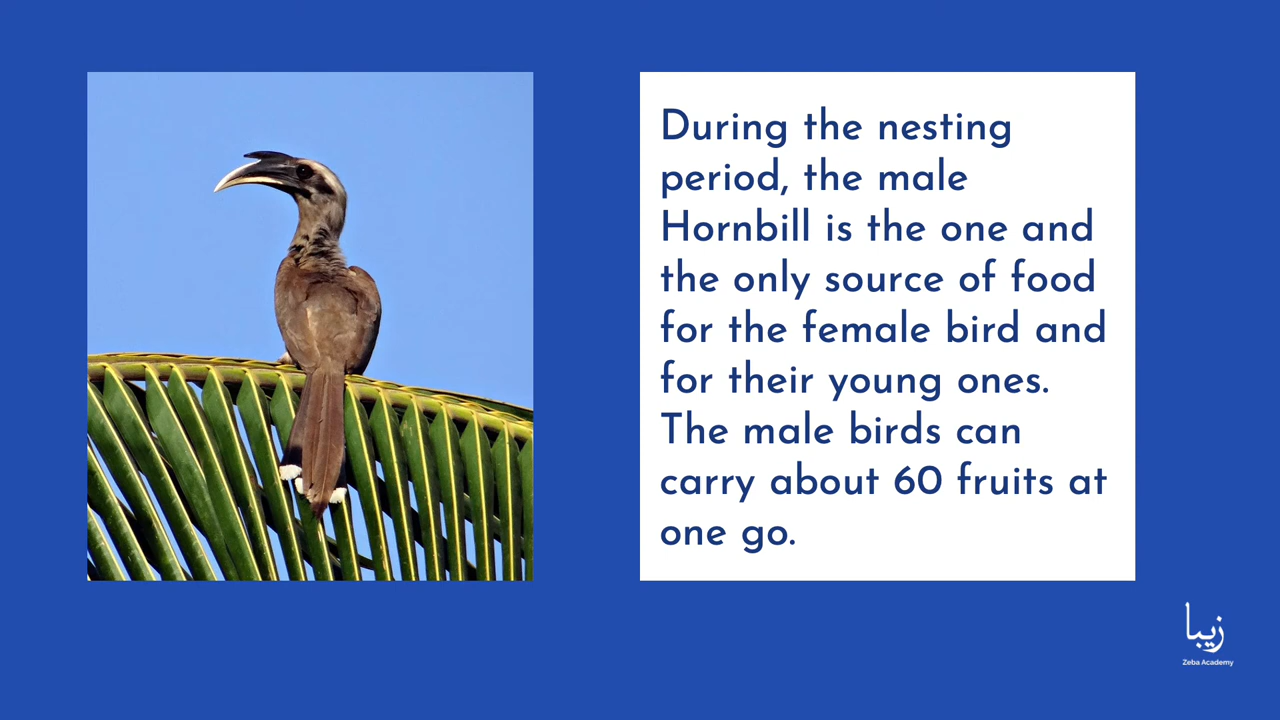 During the nesting
period, the male
Hornbill is the one and
the only source of food
for the female bird and
for their young ones.
The male birds can
carry about 60 fruits at
one go.
زیبا
Zeba Academy